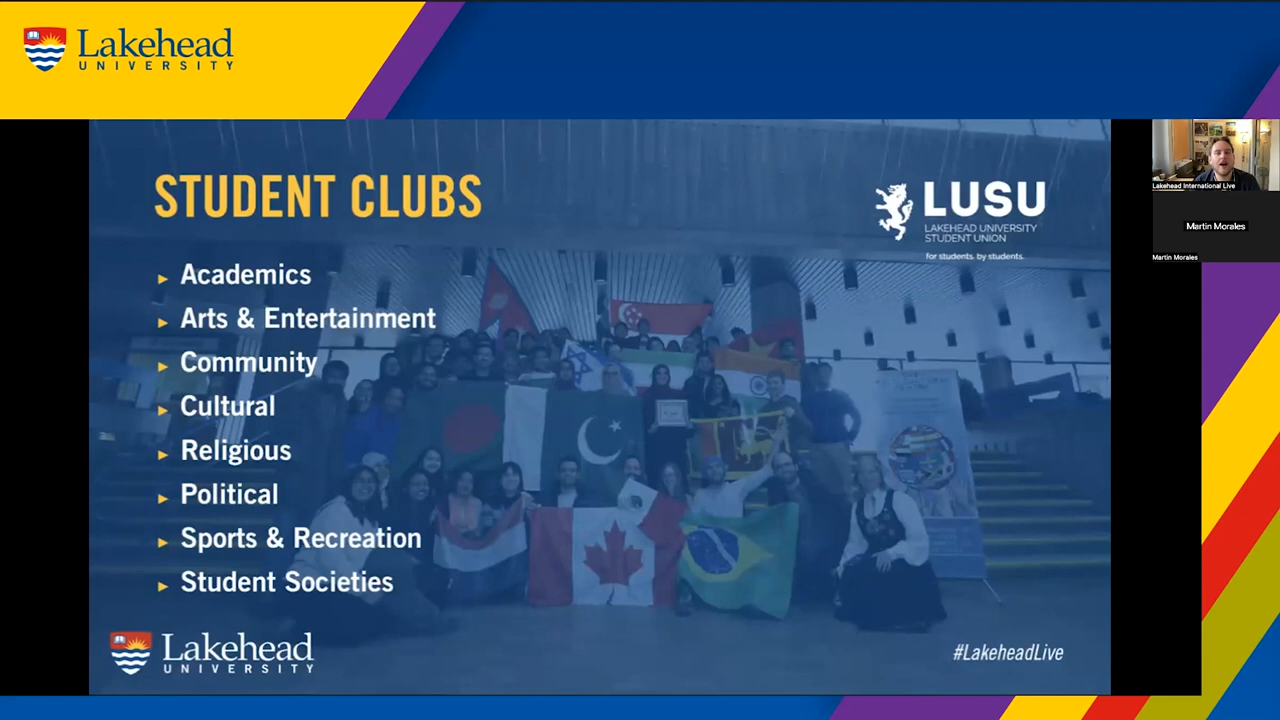 Lakehead
UNIVERSITY
STUDENT CLUBS
LUSU
LAKEHEAD UNIVERSITY
STUDENT UNION
for students. by students.
► Academics
► Arts & Entertainment
► Community
► Cultural
► Religious
► Political
► Sports & Recreation
► Student Societies
Lakehead
UNIVERSITY
#LakeheadLive
Lakehead International Live
Martin Morales
Martin Morales